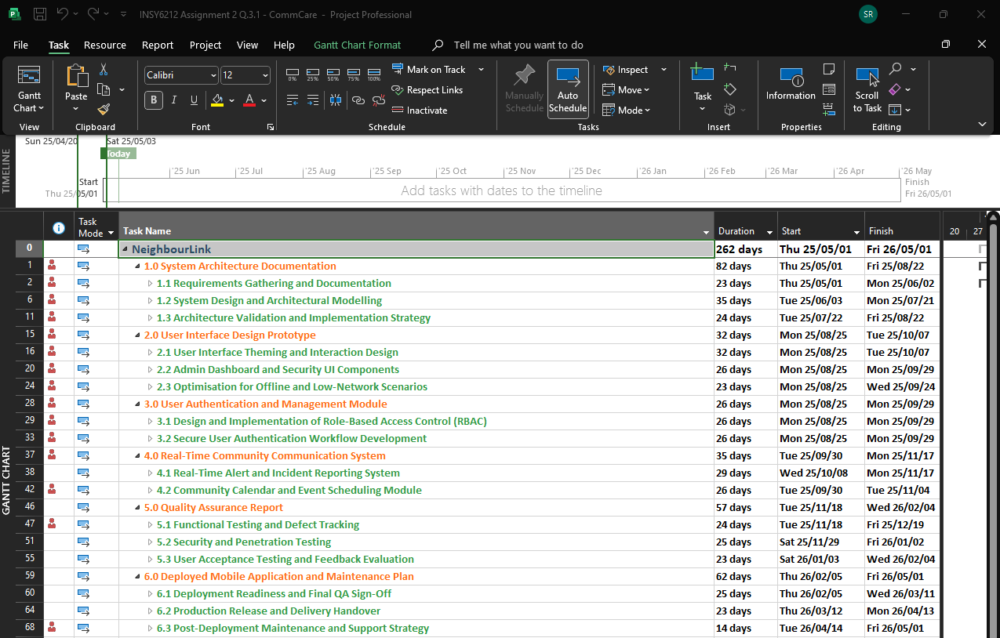 INSY6212 Assignment 2 Q.3.1 - CommCare - Project Professional
SR
File Task Resource Report Project View Help Gantt Chart Format Tell me what you want to do
Gantt Chart
View
Paste
Clipboard
Calibri 12
B I U A
Font
0% 25% 50% 75% 100%
Mark on Track
Respect Links
Inactivate
Schedule
Manually Schedule
Auto Schedule
Inspect
Move
Mode
Tasks
Task
Insert
Information
Properties
Scroll to Task
Editing
TIMELINE
Sun 25/04/20 Sat 25/05/03
Today
'25 Jun '25 Jul '25 Aug '25 Sep '25 Oct '25 Nov '25 Dec '26 Jan '26 Feb '26 Mar '26 Apr '26 May
Start
Thu 25/05/01
Add tasks with dates to the timeline
Finish
Fri 26/05/01
GANTT CHART
Task Mode Task Name Duration Start Finish 20 27
0 NeighbourLink 262 days Thu 25/05/01 Fri 26/05/01
1 1.0 System Architecture Documentation 82 days Thu 25/05/01 Fri 25/08/22
2 1.1 Requirements Gathering and Documentation 23 days Thu 25/05/01 Mon 25/06/02
6 1.2 System Design and Architectural Modelling 35 days Tue 25/06/03 Mon 25/07/21
11 1.3 Architecture Validation and Implementation Strategy 24 days Tue 25/07/22 Fri 25/08/22
15 2.0 User Interface Design Prototype 32 days Mon 25/08/25 Tue 25/10/07
16 2.1 User Interface Theming and Interaction Design 32 days Mon 25/08/25 Tue 25/10/07
20 2.2 Admin Dashboard and Security UI Components 26 days Mon 25/08/25 Mon 25/09/29
24 2.3 Optimisation for Offline and Low-Network Scenarios 23 days Mon 25/08/25 Wed 25/09/24
28 3.0 User Authentication and Management Module 26 days Mon 25/08/25 Mon 25/09/29
29 3.1 Design and Implementation of Role-Based Access Control (RBAC) 26 days Mon 25/08/25 Mon 25/09/29
33 3.2 Secure User Authentication Workflow Development 26 days Mon 25/08/25 Mon 25/09/29
37 4.0 Real-Time Community Communication System 35 days Tue 25/09/30 Mon 25/11/17
38 4.1 Real-Time Alert and Incident Reporting System 29 days Wed 25/10/08 Mon 25/11/17
42 4.2 Community Calendar and Event Scheduling Module 26 days Tue 25/09/30 Tue 25/11/04
46 5.0 Quality Assurance Report 57 days Tue 25/11/18 Wed 26/02/04
47 5.1 Functional Testing and Defect Tracking 24 days Tue 25/11/18 Fri 25/12/19
51 5.2 Security and Penetration Testing 25 days Sat 25/11/29 Fri 26/01/02
55 5.3 User Acceptance Testing and Feedback Evaluation 23 days Sat 26/01/03 Wed 26/02/04
59 6.0 Deployed Mobile Application and Maintenance Plan 62 days Thu 26/02/05 Fri 26/05/01
60 6.1 Deployment Readiness and Final QA Sign-Off 25 days Thu 26/02/05 Wed 26/03/11
64 6.2 Production Release and Delivery Handover 23 days Thu 26/03/12 Mon 26/04/13
68 6.3 Post-Deployment Maintenance and Support Strategy 14 days Tue 26/04/14 Fri 26/05/01